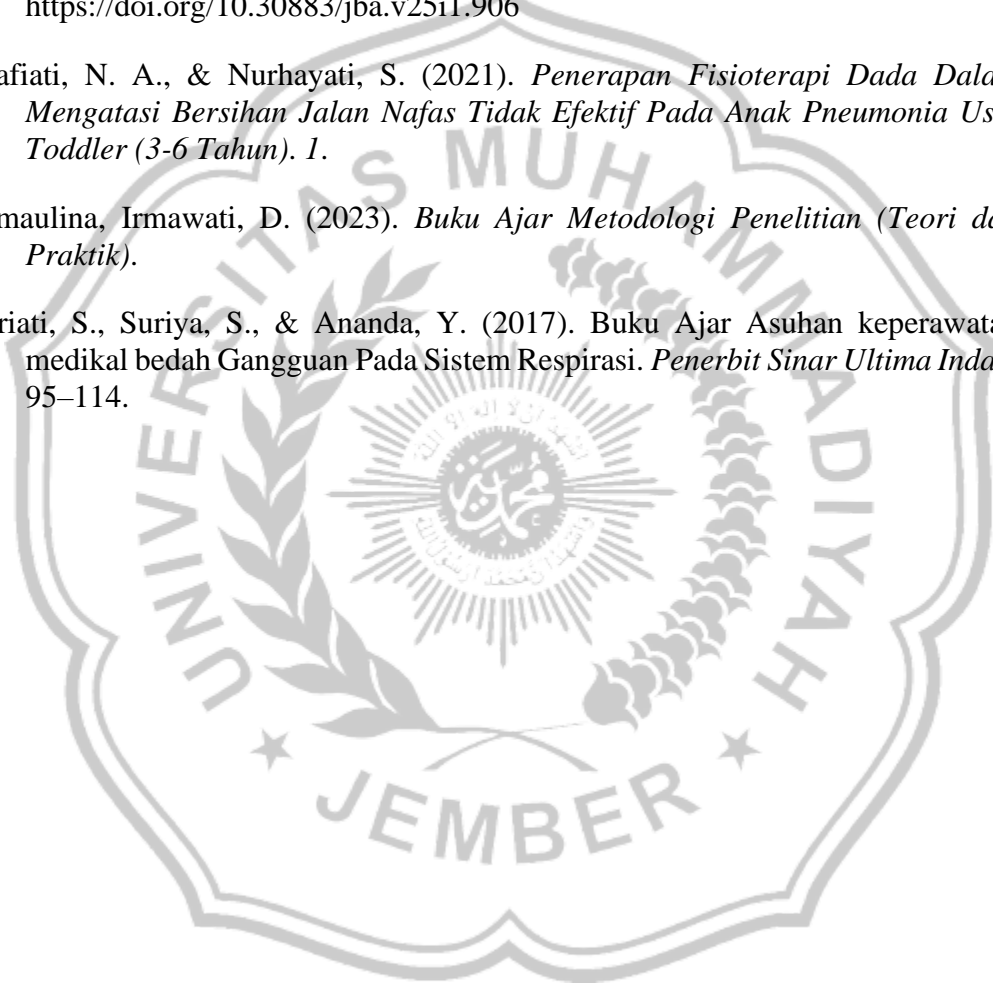 https://doi.org/10.30883/jba.v25i1.906
afiati, N. A., & Nurhayati, S. (2021). Penerapan Fisioterapi Dada Dala
Mengatasi Bersihan Jalan Nafas Tidak Efektif Pada Anak Pneumonia Us
Toddler (3-6 Tahun). 1.
maulina, Irmawati, D. (2023). Buku Ajar Metodologi Penelitian (Teori da
Praktik).
riati, S., Suriya, S., & Ananda, Y. (2017). Buku Ajar Asuhan keperawata
medikal bedah Gangguan Pada Sistem Respirasi. Penerbit Sinar Ultima Inda
95–114.
UNIVERSITAS MUHAMMADIYAH
JEMBER